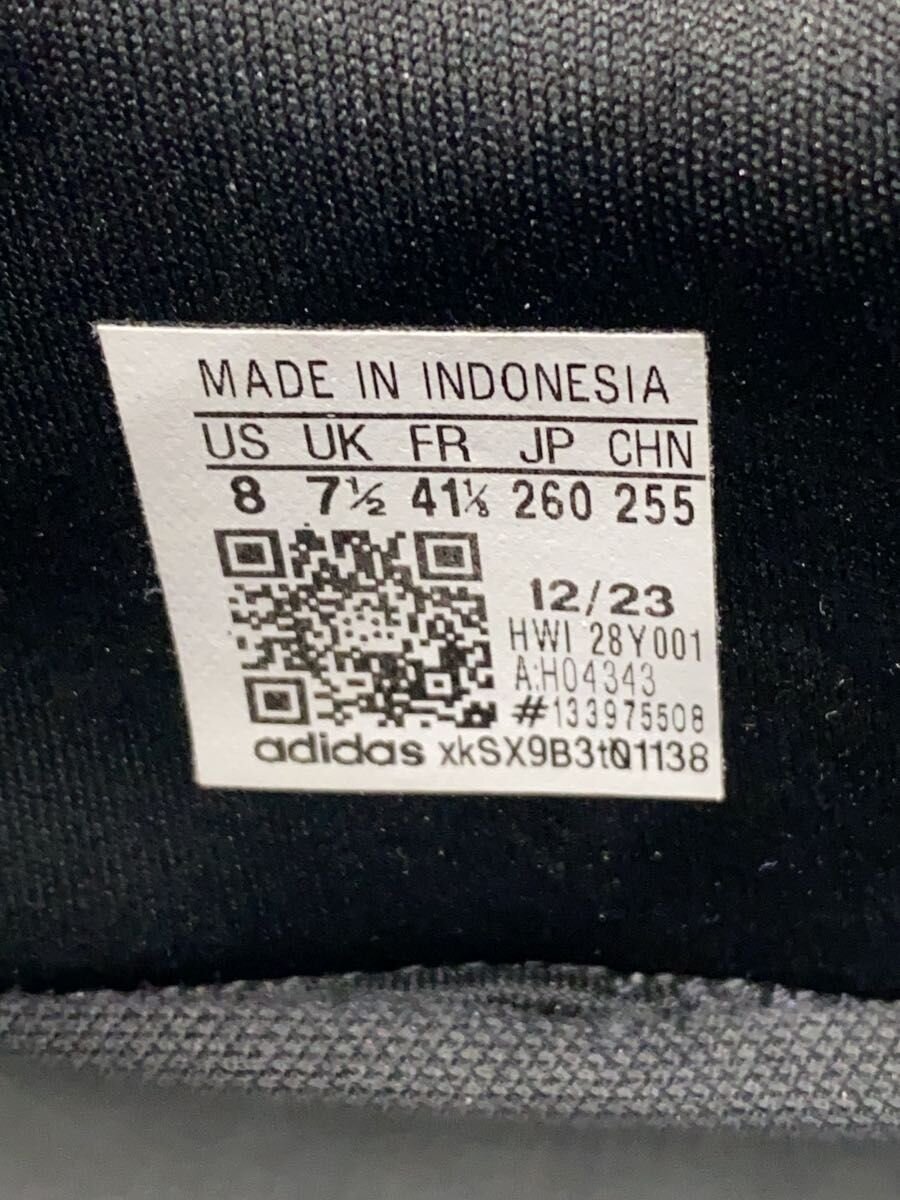 MADE IN INDONESIA
US UK FR JP CHN
8 7½ 41⅓ 260 255
12/23
HWI 28Y001
A:H04343
#133975508
adidas xkSX9B3t01138